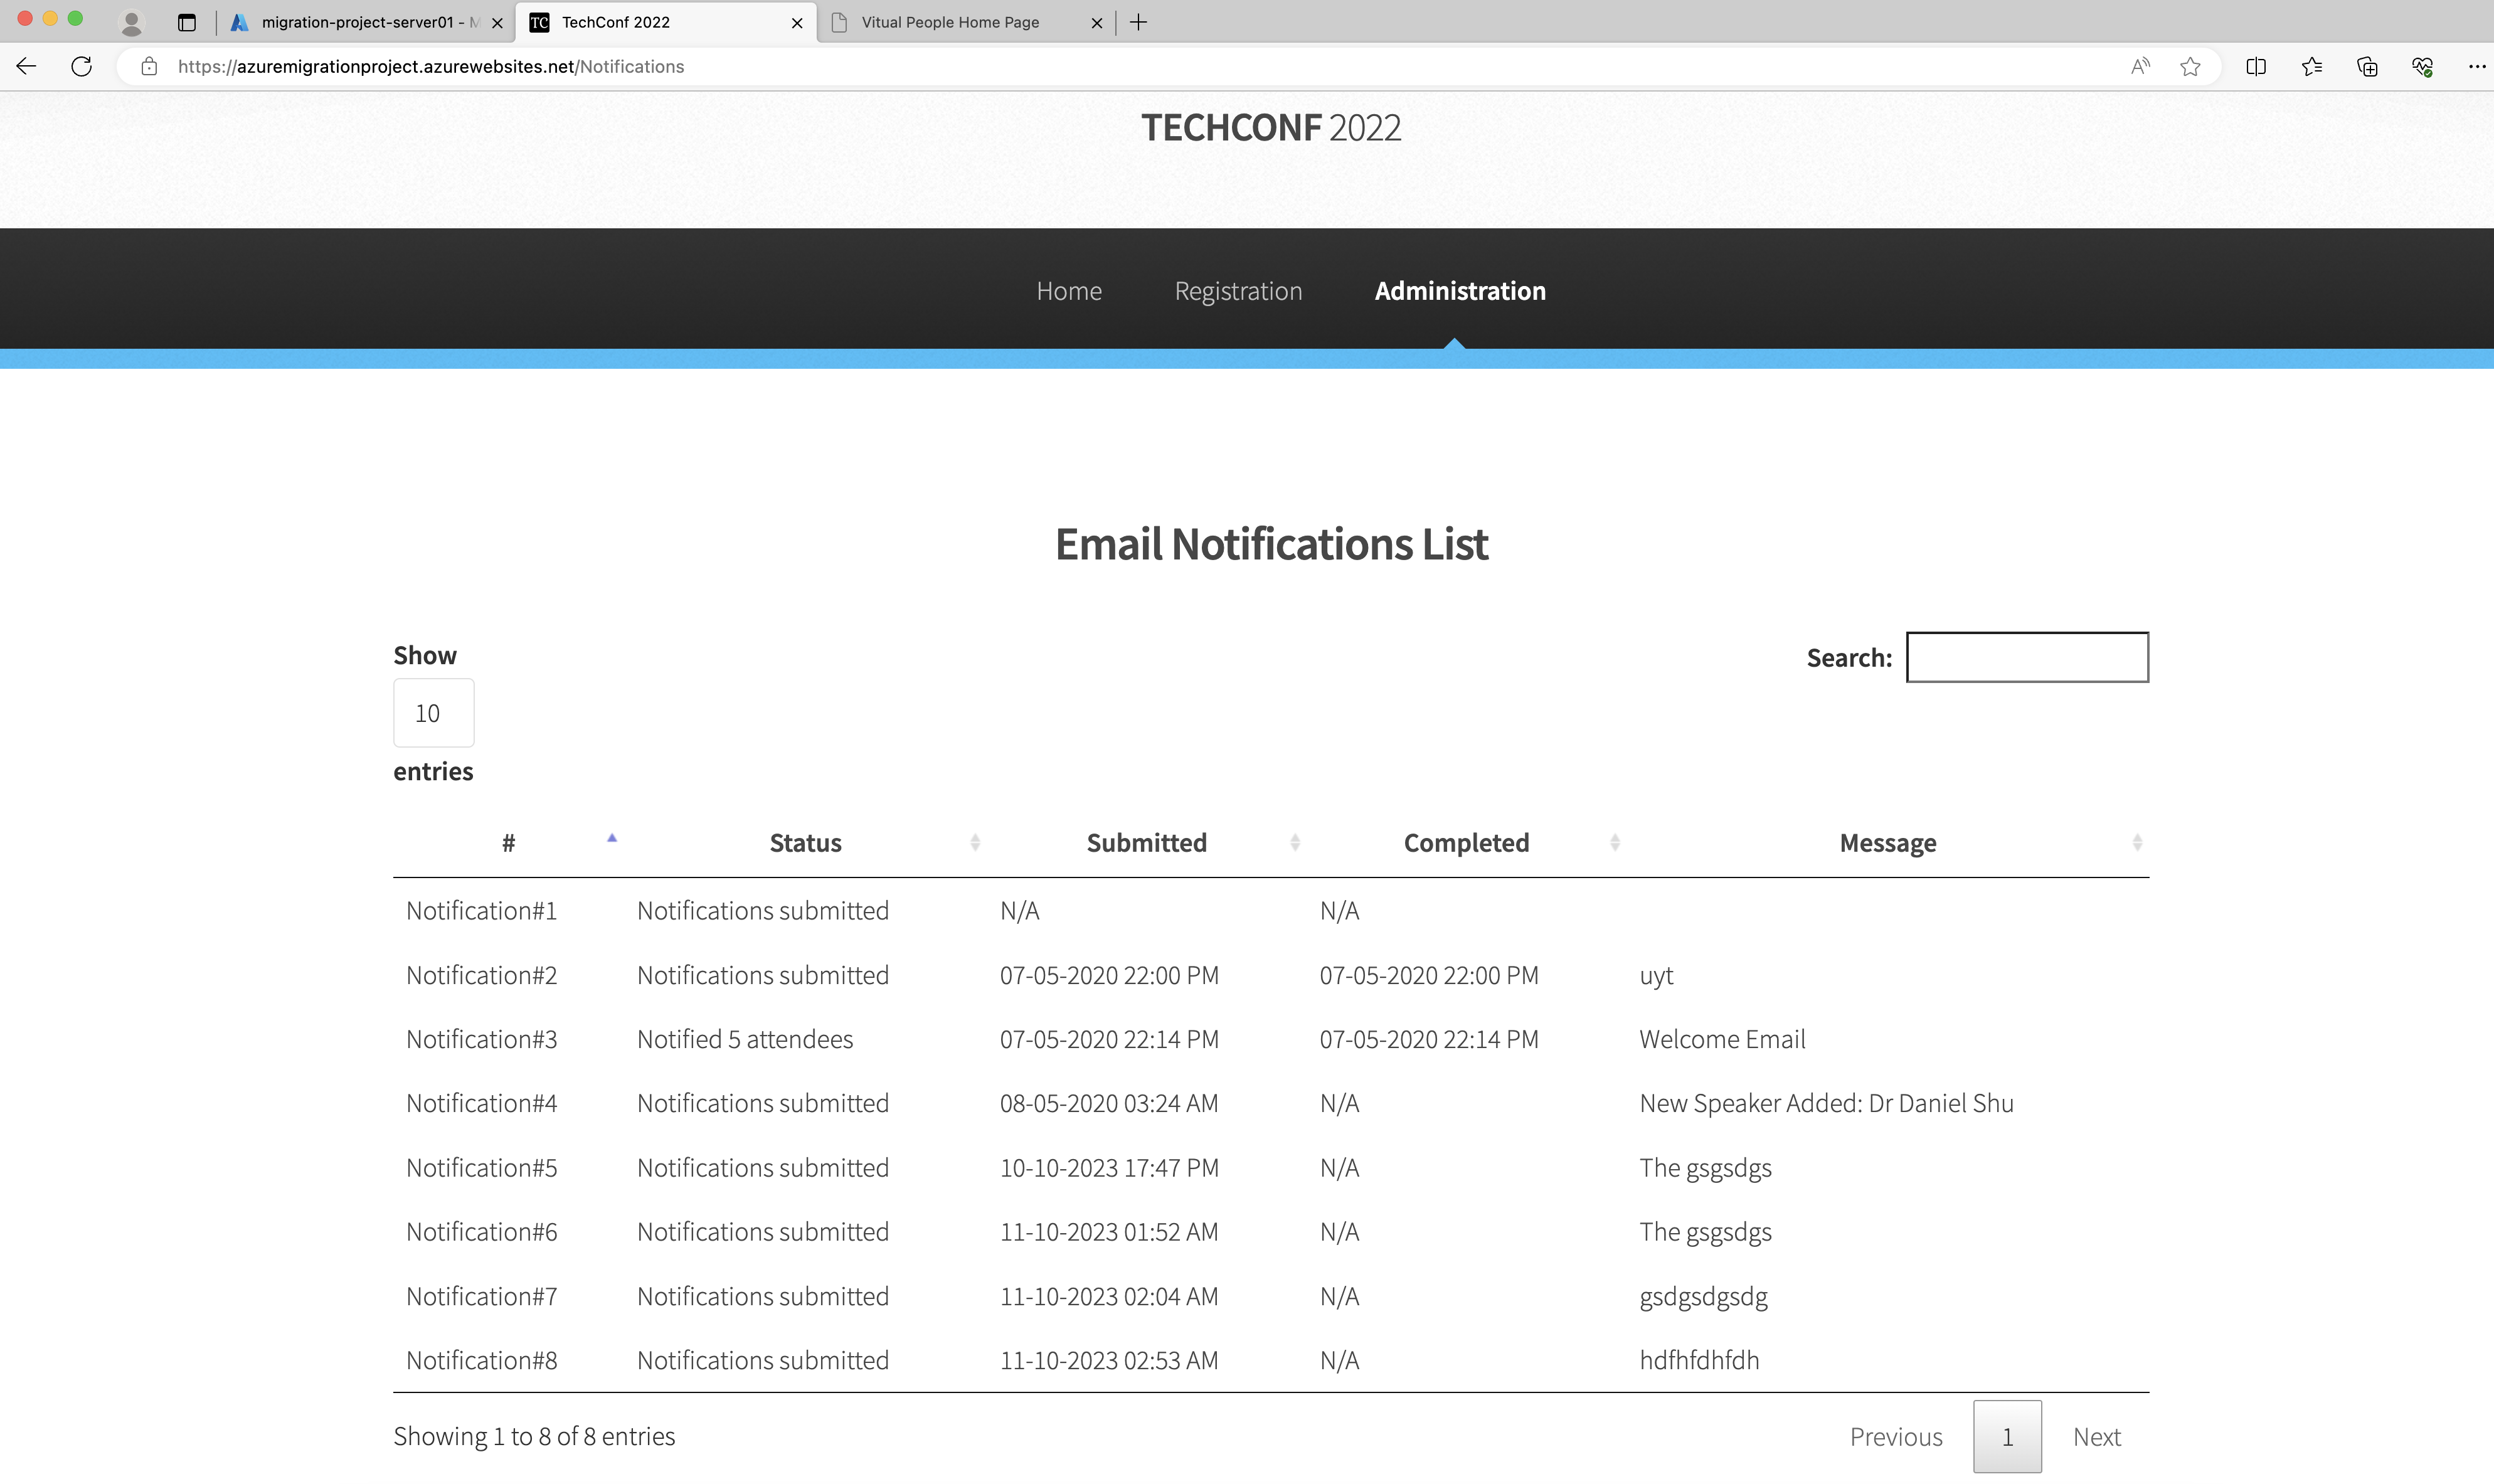 migration-project-server01 - M
TechConf 2022
Vitual People Home Page
https://azuremigrationproject.azurewebsites.net/Notifications
TECHCONF 2022
Home Registration Administration
Email Notifications List
Show
10
entries
Search:
# Status Submitted Completed Message
Notification#1 Notifications submitted N/A N/A
Notification#2 Notifications submitted 07-05-2020 22:00 PM 07-05-2020 22:00 PM uyt
Notification#3 Notified 5 attendees 07-05-2020 22:14 PM 07-05-2020 22:14 PM Welcome Email
Notification#4 Notifications submitted 08-05-2020 03:24 AM N/A New Speaker Added: Dr Daniel Shu
Notification#5 Notifications submitted 10-10-2023 17:47 PM N/A The gsgsdgs
Notification#6 Notifications submitted 11-10-2023 01:52 AM N/A The gsgsdgs
Notification#7 Notifications submitted 11-10-2023 02:04 AM N/A gsdgsdgsdg
Notification#8 Notifications submitted 11-10-2023 02:53 AM N/A hdfhfdhfdh
Showing 1 to 8 of 8 entries
Previous 1 Next